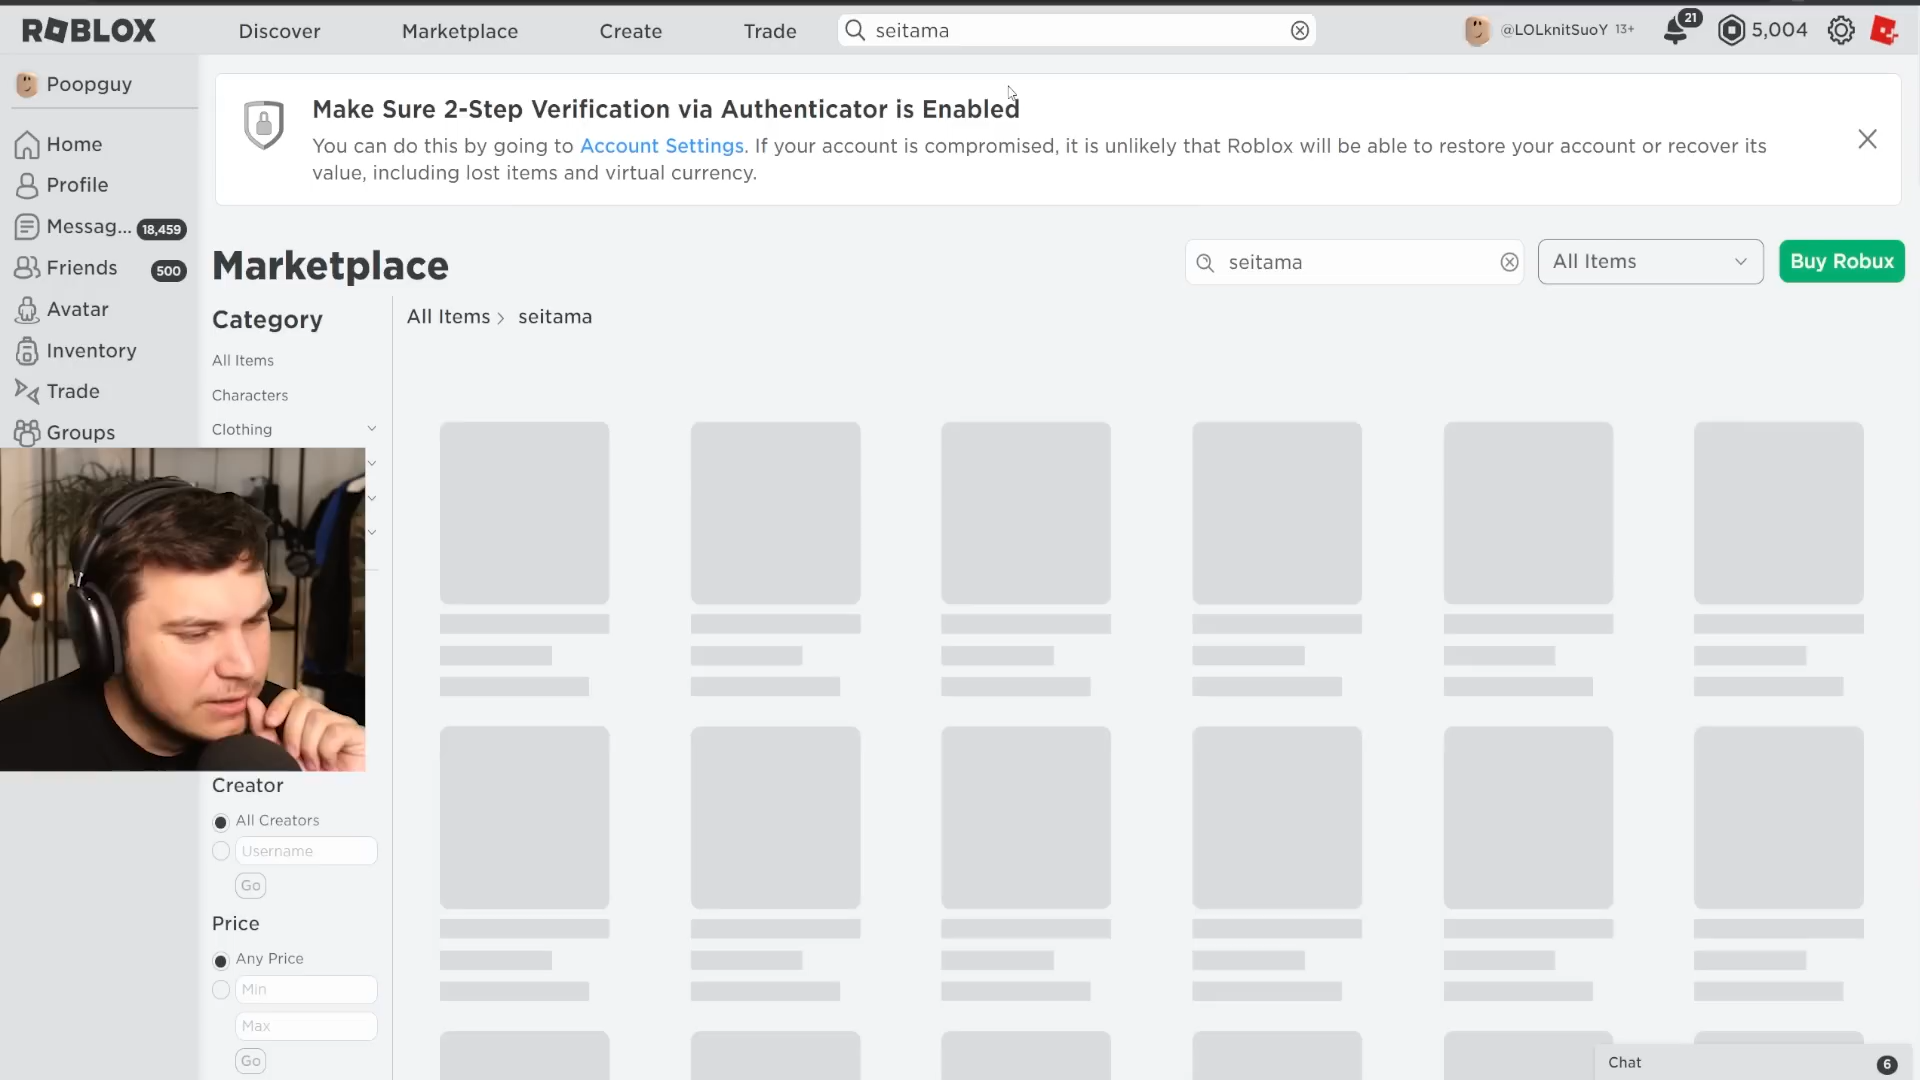 ROBLOX
Discover
Marketplace
Create
Trade
seitama
@LOLknitSuoY 13+
21
5,004
Poopguy
Make Sure 2-Step Verification via Authenticator is Enabled
You can do this by going to Account Settings. If your account is compromised, it is unlikely that Roblox will be able to restore your account or recover its
value, including lost items and virtual currency.
Home
Profile
Messag... 18,459
Friends 500
Avatar
Inventory
Trade
Groups
Marketplace
seitama
All Items
Buy Robux
Category
All Items
Characters
Clothing
All Items > seitama
Creator
All Creators
Username
Go
Price
Any Price
Min
Max
Go
Chat
6